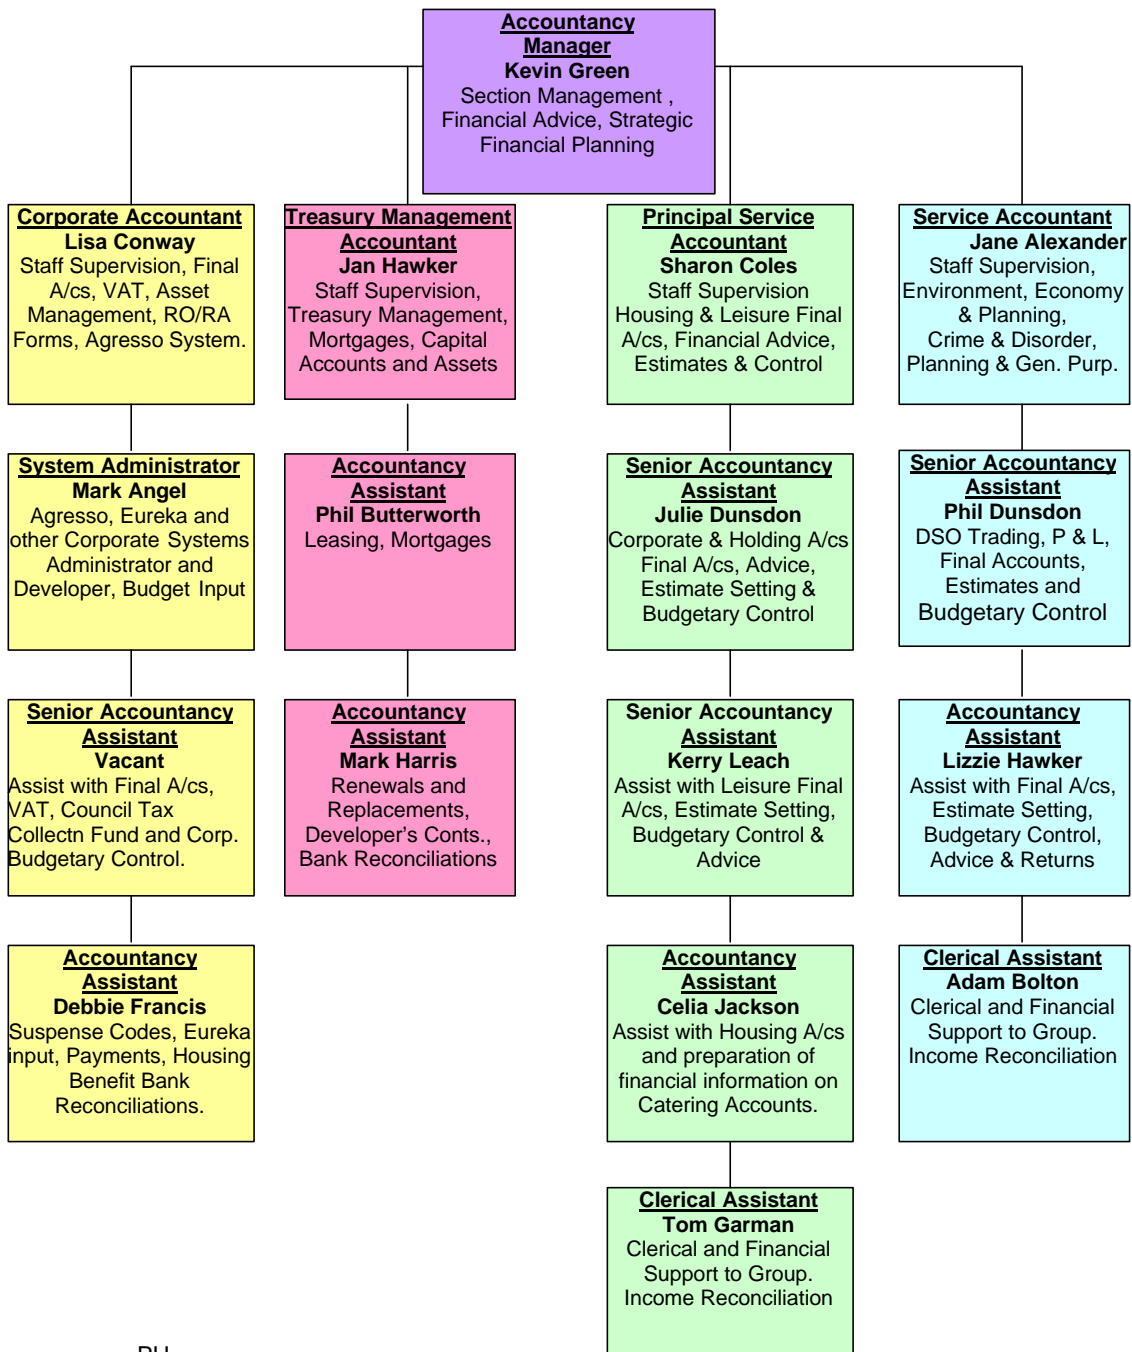 Accountancy
Manager
Kevin Green
Section Management ,
Financial Advice, Strategic
Financial Planning
Corporate Accountant
Lisa Conway
Staff Supervision, Final
A/cs, VAT, Asset
Management, RO/RA
Forms, Agresso System.
Treasury Management
Accountant
Jan Hawker
Staff Supervision,
Treasury Management,
Mortgages, Capital
Accounts and Assets
Principal Service
Accountant
Sharon Coles
Staff Supervision
Housing & Leisure Final
A/cs, Financial Advice,
Estimates & Control
Service Accountant
Jane Alexander
Staff Supervision,
Environment, Economy
& Planning,
Crime & Disorder,
Planning & Gen. Purp.
System Administrator
Mark Angel
Agresso, Eureka and
other Corporate Systems
Administrator and
Developer, Budget Input
Accountancy
Assistant
Phil Butterworth
Leasing, Mortgages
Senior Accountancy
Assistant
Julie Dunsdon
Corporate & Holding A/cs
Final A/cs, Advice,
Estimate Setting &
Budgetary Control
Senior Accountancy
Assistant
Phil Dunsdon
DSO Trading, P & L,
Final Accounts,
Estimates and
Budgetary Control
Senior Accountancy
Assistant
Vacant
Assist with Final A/cs,
VAT, Council Tax
Collectn Fund and Corp.
Budgetary Control.
Accountancy
Assistant
Mark Harris
Renewals and
Replacements,
Developer's Conts.,
Bank Reconciliations
Senior Accountancy
Assistant
Kerry Leach
Assist with Leisure Final
A/cs, Estimate Setting,
Budgetary Control &
Advice
Accountancy
Assistant
Lizzie Hawker
Assist with Final A/cs,
Estimate Setting,
Budgetary Control,
Advice & Returns
Accountancy
Assistant
Debbie Francis
Suspense Codes, Eureka
input, Payments, Housing
Benefit Bank
Reconciliations.
Accountancy
Assistant
Celia Jackson
Assist with Housing A/cs
and preparation of
financial information on
Catering Accounts.
Clerical Assistant
Adam Bolton
Clerical and Financial
Support to Group.
Income Reconciliation
Clerical Assistant
Tom Garman
Clerical and Financial
Support to Group.
Income Reconciliation